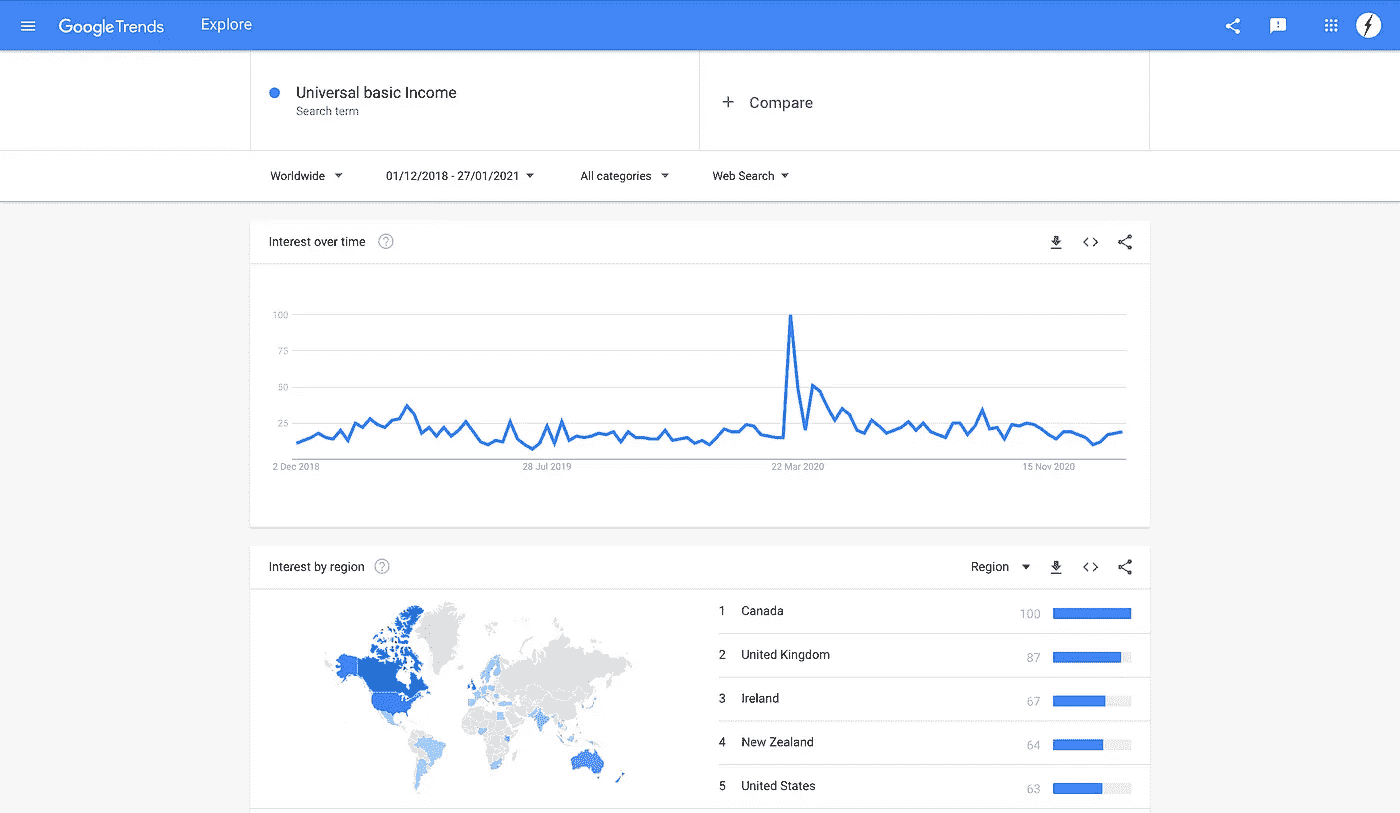 Google Trends Explore
Universal basic Income
Search term
+ Compare
Worldwide 01/12/2018 - 27/01/2021 All categories Web Search
Interest over time ?
100
75
50
25
2 Dec 2018 28 Jul 2019 22 Mar 2020 15 Nov 2020
Interest by region ? Region
1 Canada 100
2 United Kingdom 87
3 Ireland 67
4 New Zealand 64
5 United States 63